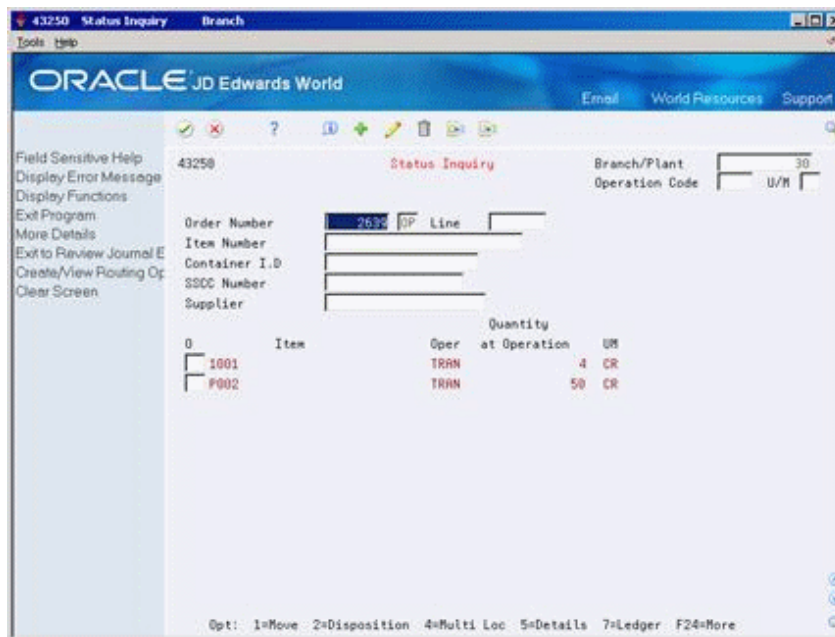 43250 Status Inquiry Branch
Tools Help
ORACLE JD Edwards World
Email World Resources Support
Field Sensitive Help
Display Error Message
Display Functions
Exit Program
More Details
Exit to Review Journal E
Create/View Routing Op
Clear Screen
43250 Status Inquiry Branch/Plant 30
Operation Code U/M
Order Number 2639 OP Line
Item Number
Container I.D
SSCC Number
Supplier
Quantity
O Item Oper at Operation UM
1001 TRAN 4 CR
P002 TRAN 50 CR
Opt: 1=Move 2=Disposition 4=Multi Loc 5=Details 7=Ledger F24=More